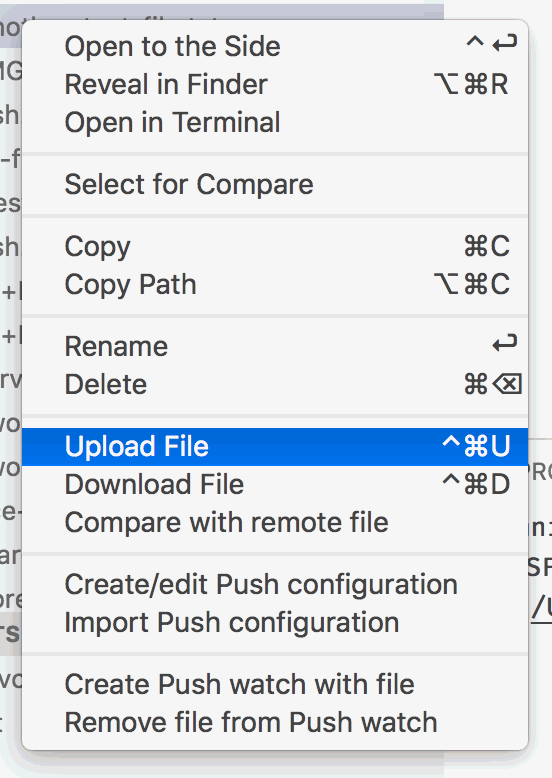 Open to the Side ^ ↩
Reveal in Finder ⌥⌘R
Open in Terminal
Select for Compare
Copy ⌘C
Copy Path ⌥⌘C
Rename ↩
Delete ⌘⌫
Upload File ^⌘U
Download File ^⌘D
Compare with remote file
Create/edit Push configuration
Import Push configuration
Create Push watch with file
Remove file from Push watch